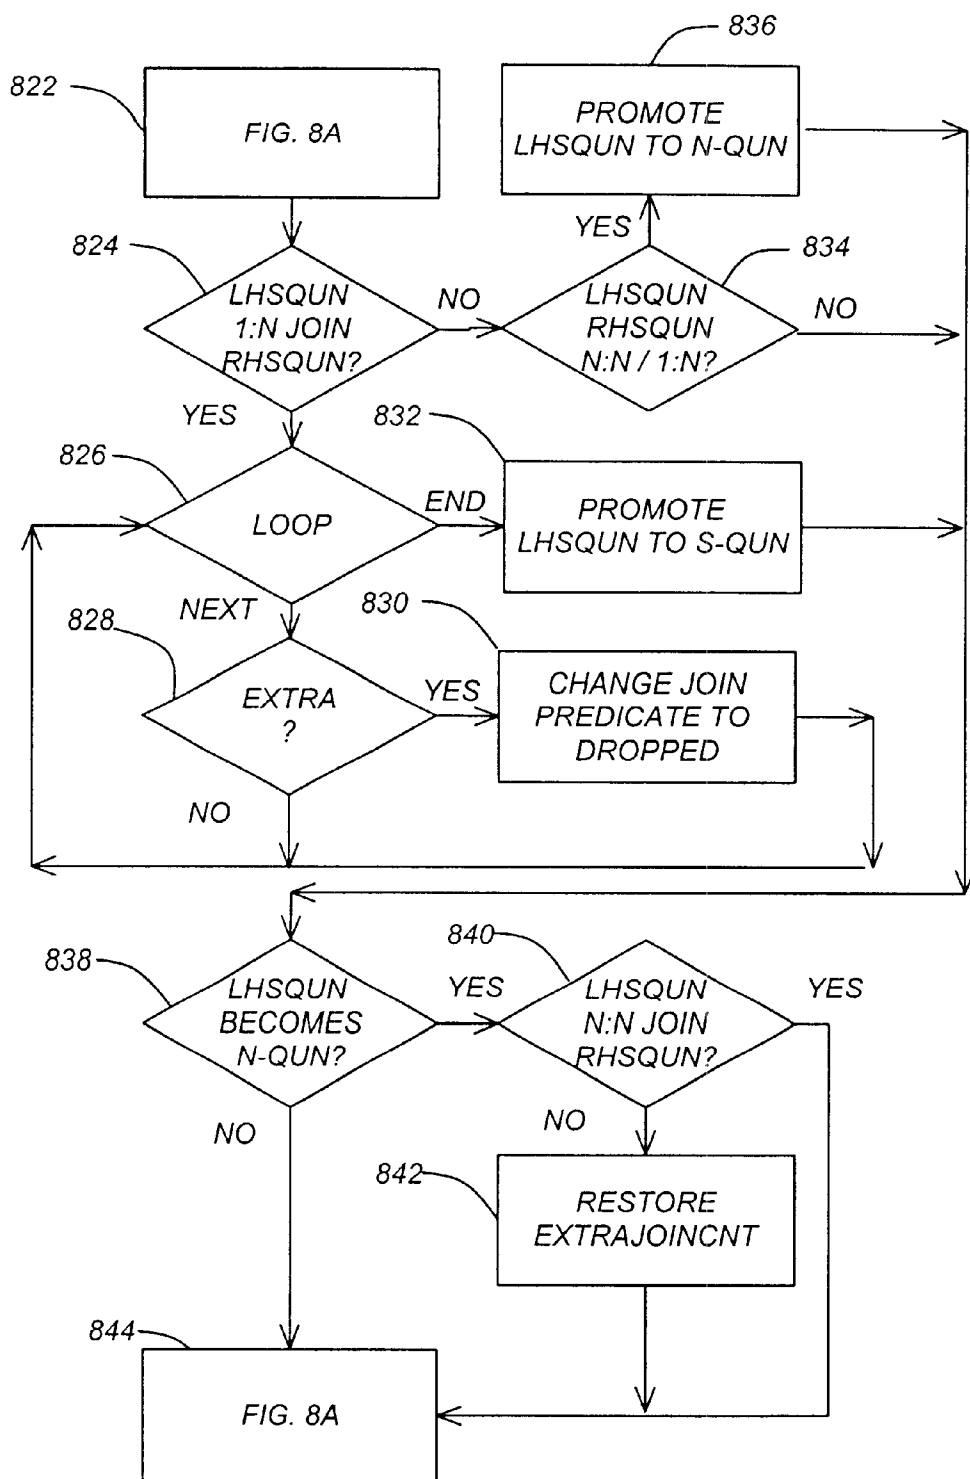 836
822
FIG. 8A
PROMOTE
LHSQUN TO N-QUN
824
YES
834
LHSQUN
1:N JOIN
RHSQUN?
NO
LHSQUN
RHSQUN
N:N / 1:N?
NO
YES
832
826
LOOP
END
PROMOTE
LHSQUN TO S-QUN
NEXT
830
828
EXTRA
?
YES
CHANGE JOIN
PREDICATE TO
DROPPED
NO
840
838
LHSQUN
BECOMES
N-QUN?
YES
LHSQUN
N:N JOIN
RHSQUN?
YES
NO
NO
842
RESTORE
EXTRAJOINCNT
844
FIG. 8A